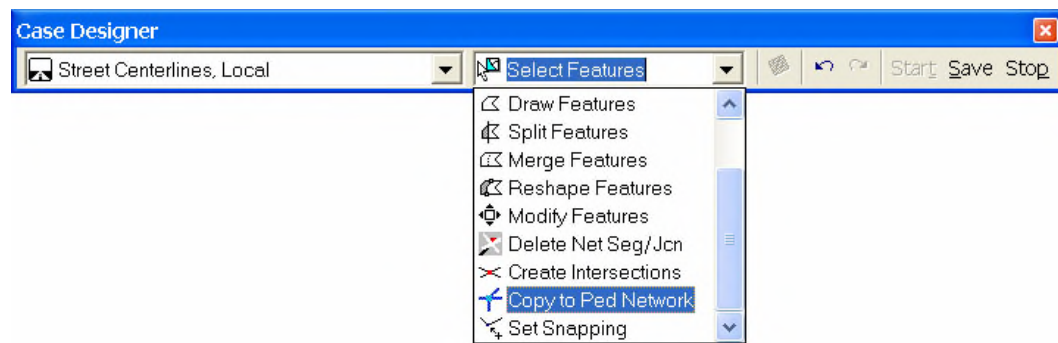 Case Designer
Street Centerlines, Local Select Features Start Save Stop
Draw Features
Split Features
Merge Features
Reshape Features
Modify Features
Delete Net Seg/Jcn
Create Intersections
Copy to Ped Network
Set Snapping